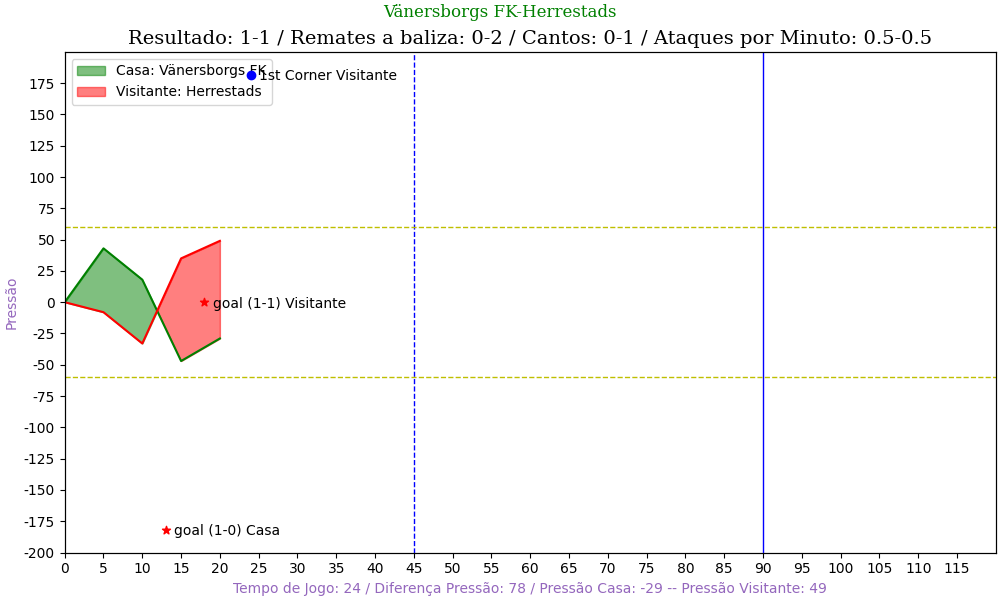 Vänersborgs FK-Herrestads
Resultado: 1-1 / Remates a baliza: 0-2 / Cantos: 0-1 / Ataques por Minuto: 0.5-0.5
Casa: Vänersborgs FK
1st Corner Visitante
Visitante: Herrestads
Pressão
175
150
125
100
75
50
25
0
-25
-50
-75
-100
-125
-150
-175
-200
goal (1-1) Visitante
goal (1-0) Casa
0 5 10 15 20 25 30 35 40 45 50 55 60 65 70 75 80 85 90 95 100 105 110 115
Tempo de Jogo: 24 / Diferença Pressão: 78 / Pressão Casa: -29 -- Pressão Visitante: 49